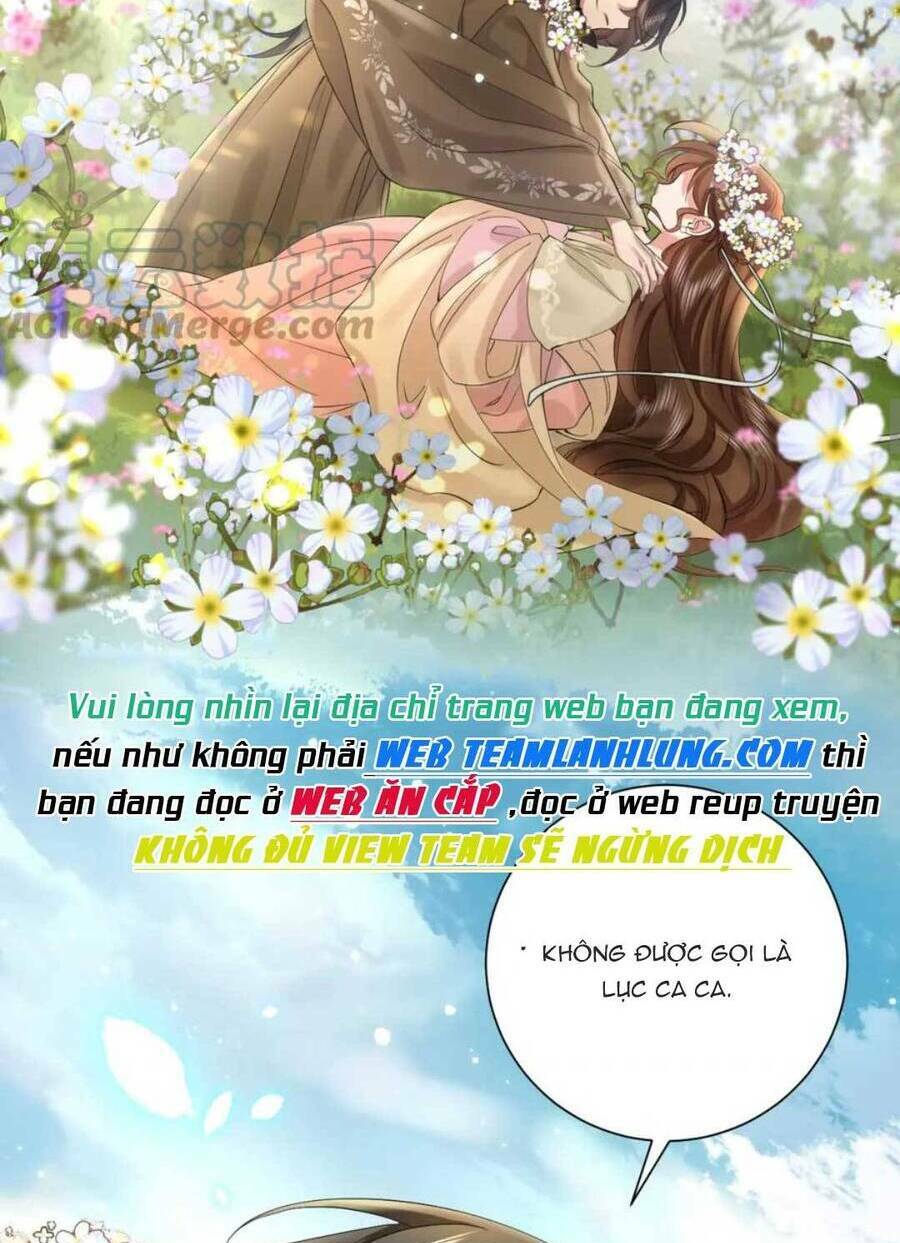 AcloudMerge.com
Vui lòng nhìn lại địa chỉ trang web bạn đang xem,
nếu như không phải WEB TEAMLANHLUNG.COM thì
bạn đang đọc ở WEB ĂN CẮP ,đọc ở web reup truyện
KHÔNG ĐỦ VIEW TEAM SẼ NGỪNG DỊCH
KHÔNG ĐƯỢC GỌI LÀ
LỤC CA CA.